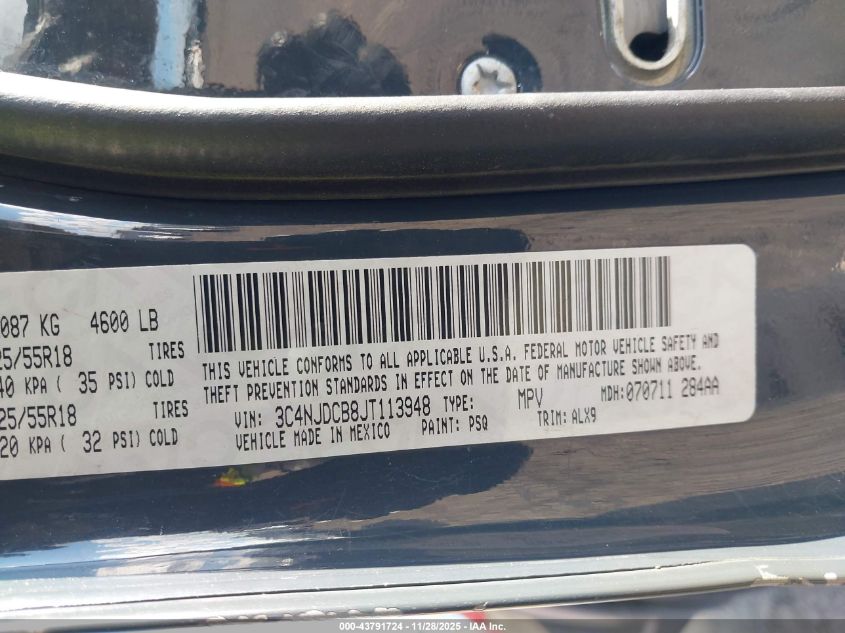 087 KG 4600 LB
25/55R18 TIRES
40 KPA ( 35 PSI) COLD
25/55R18 TIRES
20 KPA ( 32 PSI) COLD
THIS VEHICLE CONFORMS TO ALL APPLICABLE U.S.A. FEDERAL MOTOR VEHICLE SAFETY AND
THEFT PREVENTION STANDARDS IN EFFECT ON THE DATE OF MANUFACTURE SHOWN ABOVE.
VIN: 3C4NJDCB8JT113948 TYPE: MPV MDH: 070711 284AA
VEHICLE MADE IN MEXICO PAINT: PSQ TRIM: ALX9
000-43791724 - 11/28/2025 - IAA Inc.